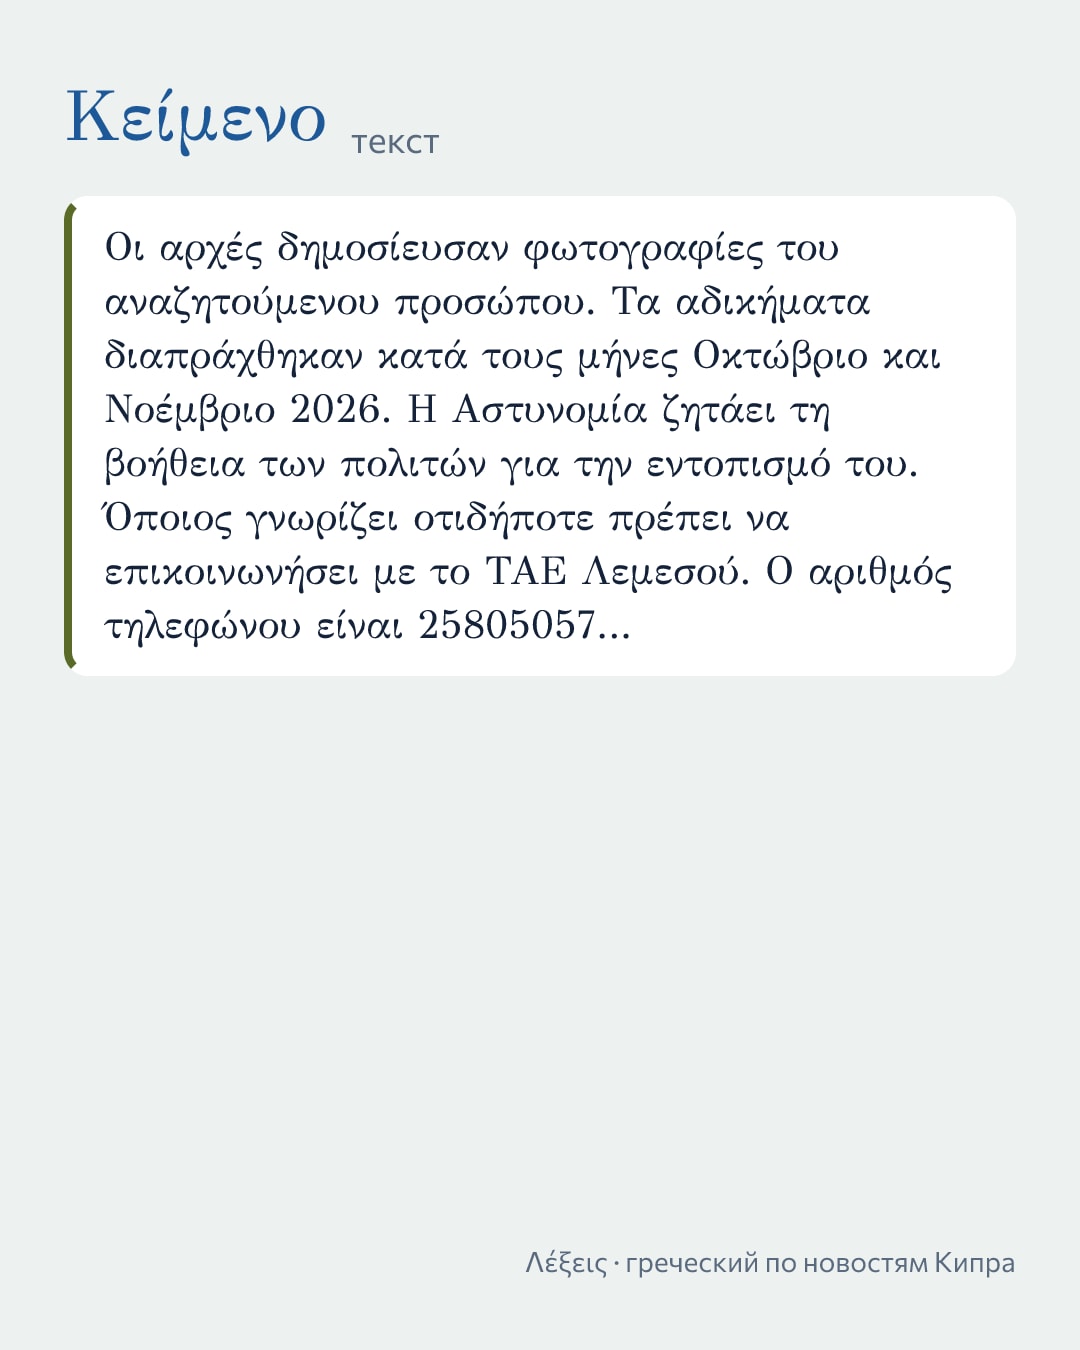 Κείμενο текст
Οι αρχές δημοσίευσαν φωτογραφίες του
αναζητούμενου προσώπου. Τα αδικήματα
διαπράχθηκαν κατά τους μήνες Οκτώβριο και
Νοέμβριο 2026. Η Αστυνομία ζητάει τη
βοήθεια των πολιτών για την εντοπισμό του.
Όποιος γνωρίζει οτιδήποτε πρέπει να
επικοινωνήσει με το ΤΑΕ Λεμεσού. Ο αριθμός
τηλεφώνου είναι 25805057...
Λέξεις · греческий по новостям Кипра